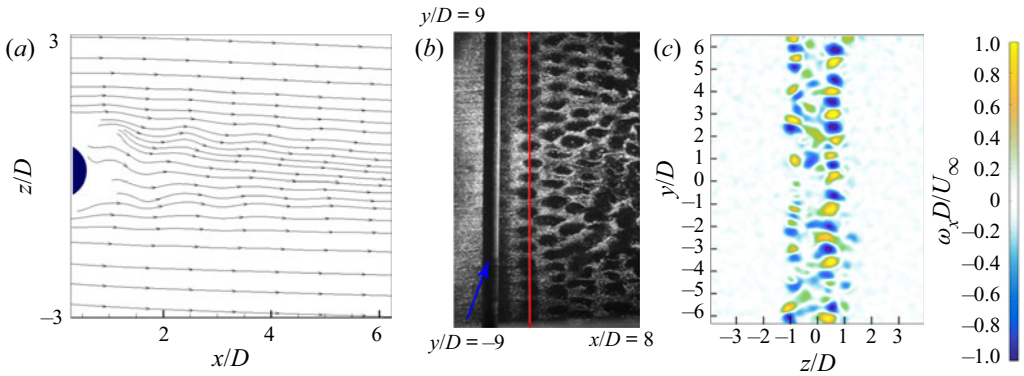 (a)
3
z/D
–3
2
4
6
x/D
y/D = 9
(b)
y/D = –9
x/D = 8
(c)
6
5
4
3
2
1
0
–1
–2
–3
–4
–5
–6
y/D
–3 –2 –1 0 1 2 3
z/D
1.0
0.8
0.6
0.4
0.2
0
–0.2
–0.4
–0.6
–0.8
–1.0
ωxD/U∞